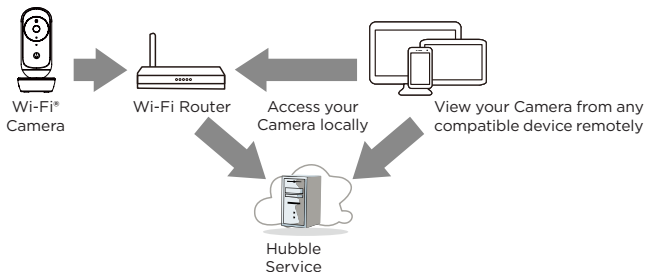 Wi-Fi®
Camera
Wi-Fi Router
Access your
Camera locally
View your Camera from any
compatible device remotely
Hubble
Service